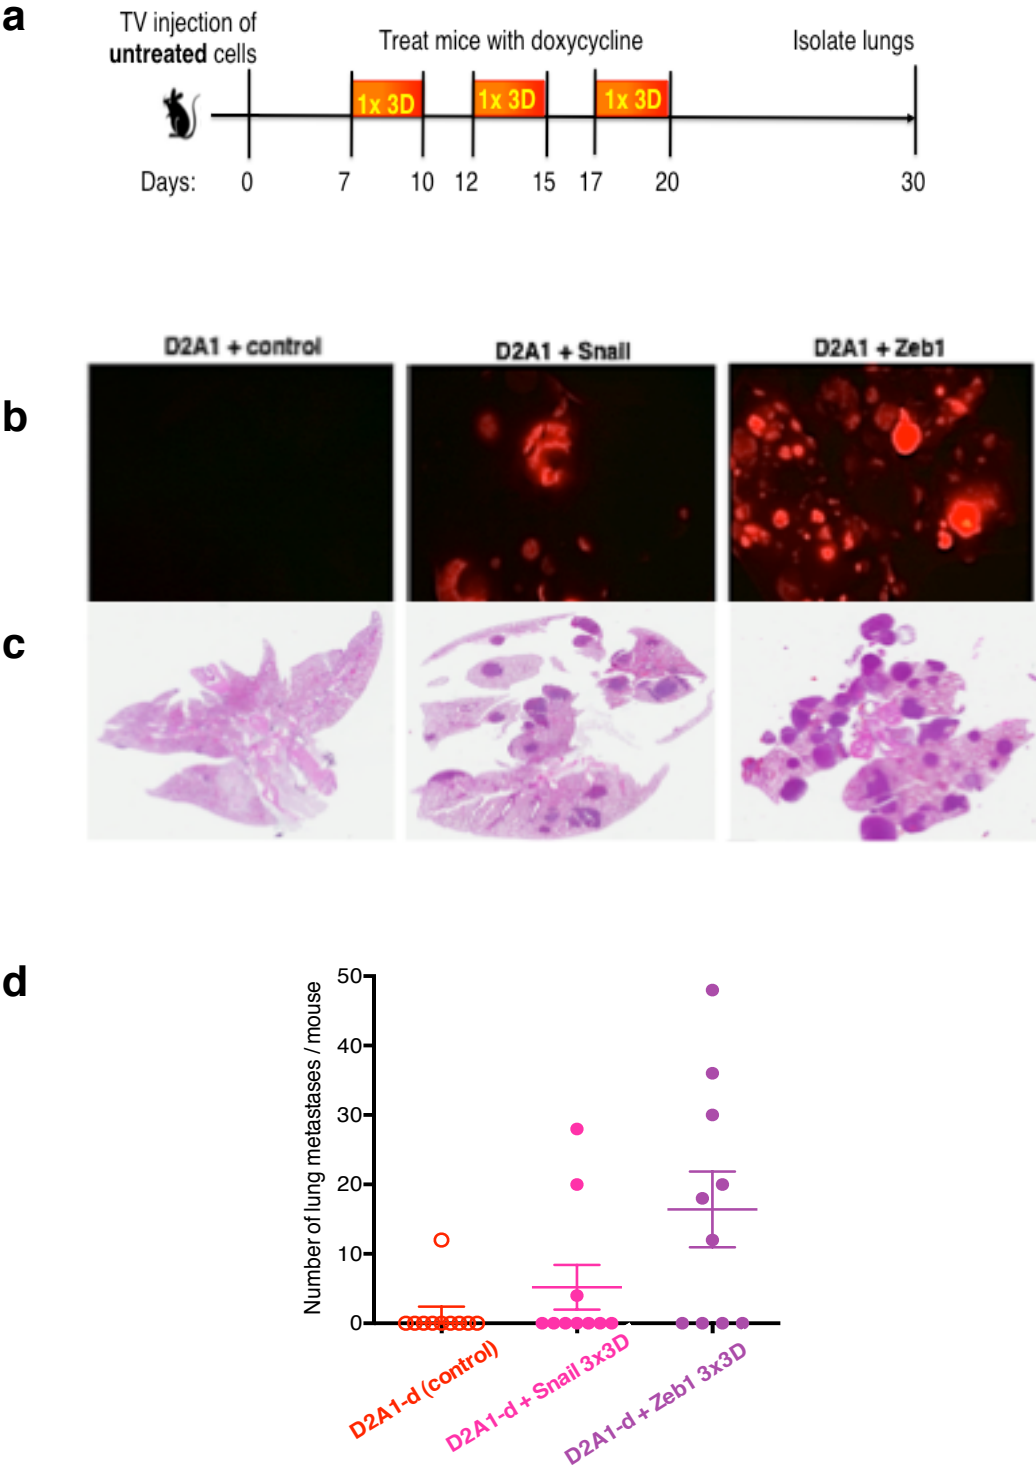 a
TV injection of
untreated cells
Treat mice with doxycycline
Isolate lungs
1x 3D
1x 3D
1x 3D
Days:
0
7
10
12
15
17
20
30
D2A1 + control
D2A1 + Snail
D2A1 + Zeb1
b
c
d
Number of lung metastases / mouse
50
40
30
20
10
0
D2A1-d (control)
D2A1-d + Snail 3x3D
D2A1-d + Zeb1 3x3D